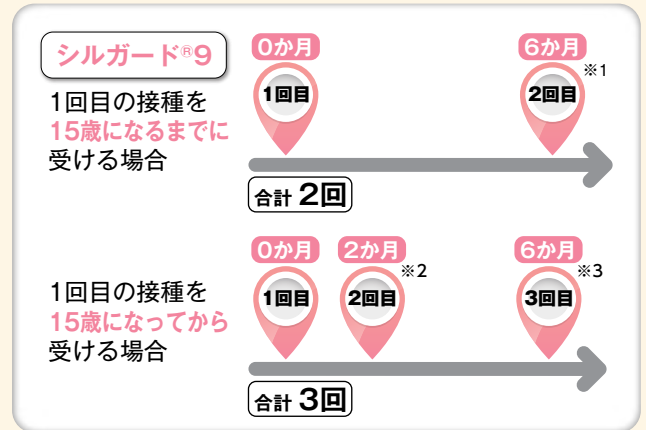 シルガード®9
1回目の接種を
15歳になるまでに
受ける場合
0か月
6か月
1回目
2回目
※1
合計 2回
1回目の接種を
15歳になってから
受ける場合
0か月
2か月
6か月
1回目
2回目
※2
3回目
※3
合計 3回